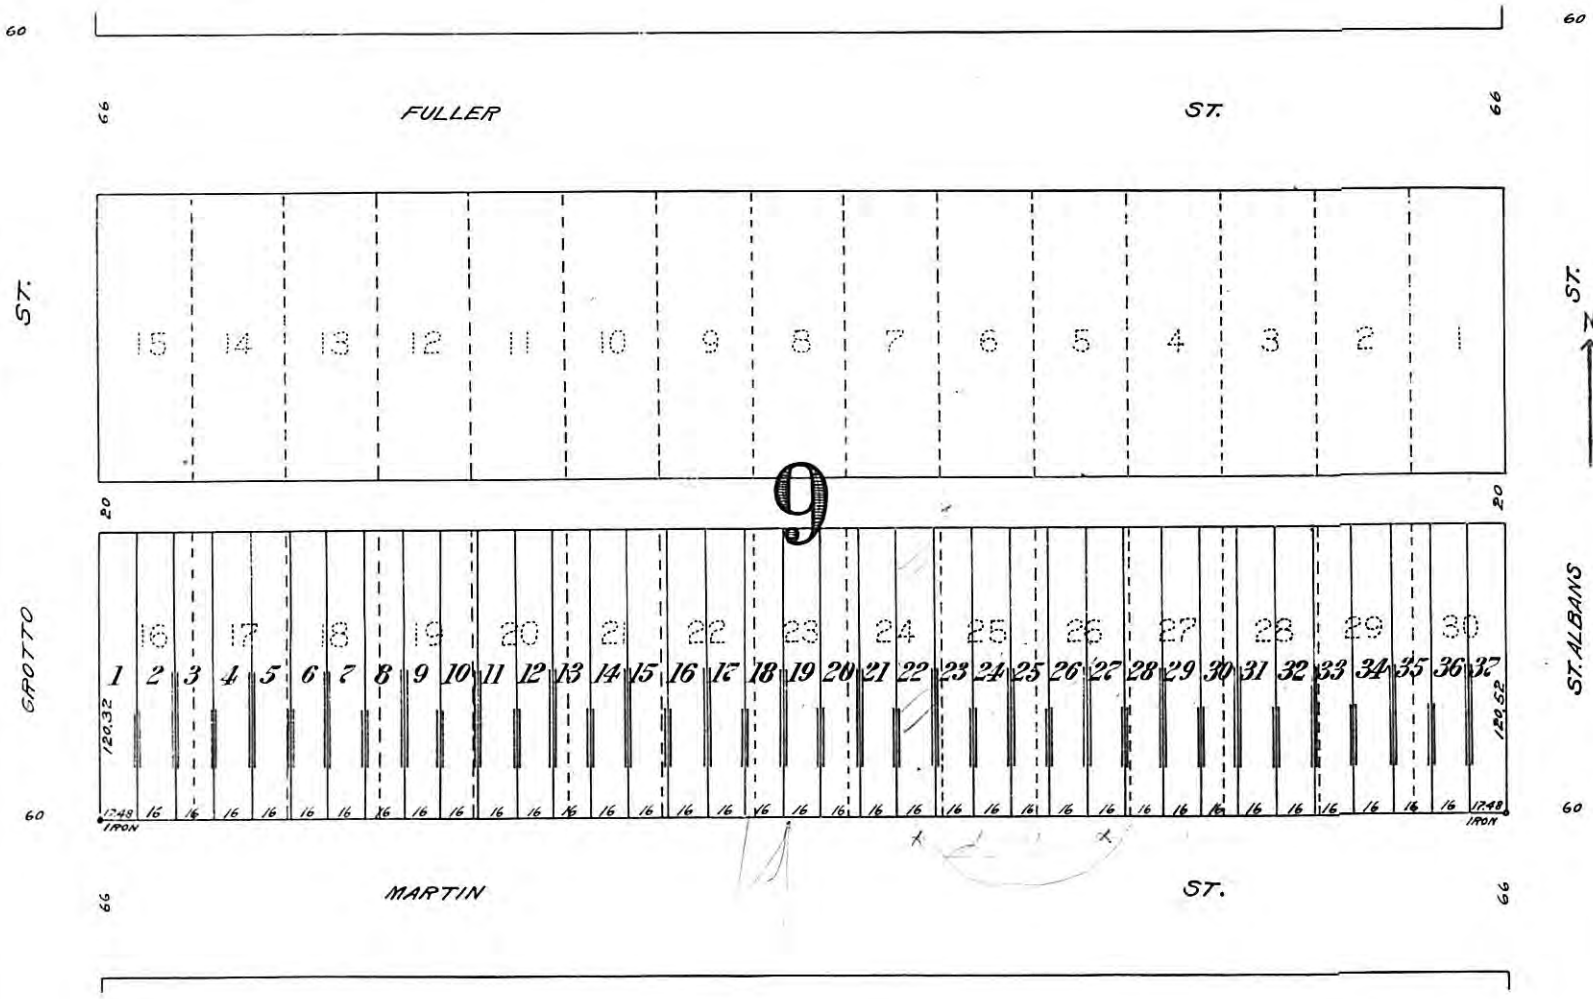 60 60
66 FULLER ST. 66
ST. ST.
Z
15 14 13 12 11 10 9 8 7 6 5 4 3 2 1
20 9 20
GROTTO ST. ALBANS
16 17 18 19 20 21 22 23 24 25 26 27 28 29 30
1 2 3 4 5 6 7 8 9 10 11 12 13 14 15 16 17 18 19 20 21 22 23 24 25 26 27 28 29 30 31 32 33 34 35 36 37
120.32 120.52
60 17.48 16 16 16 16 16 16 16 16 16 16 16 16 16 16 16 16 16 16 16 16 16 16 16 16 16 16 16 16 16 16 16 16 16 16 16 17.48 60
IRON IRON
66 MARTIN ST. 66